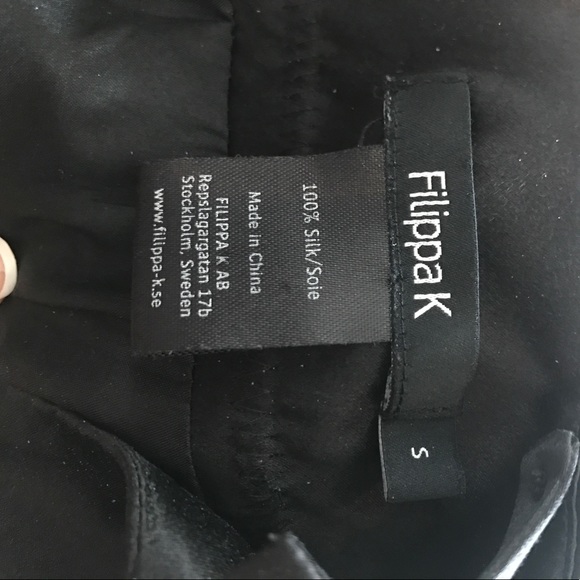 Filippa K
S
100% Silk/Soie
Made in China
FILIPPA K AB
Repslagargatan 17b
Stockholm, Sweden
www.filippa-k.se